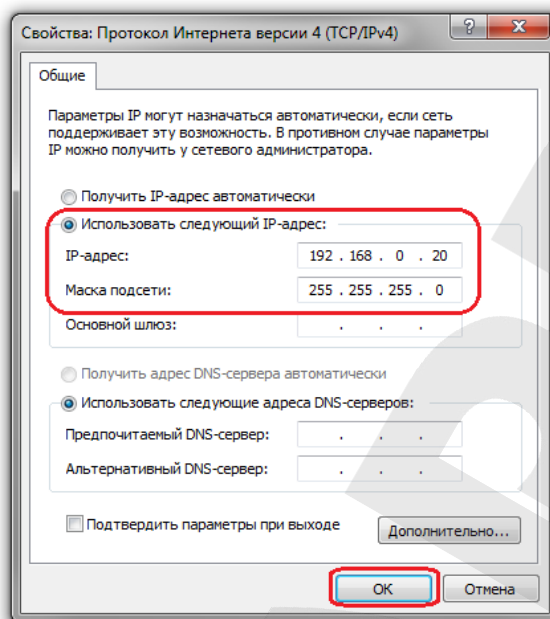 Свойства: Протокол Интернета версии 4 (TCP/IPv4)
Общие
Параметры IP могут назначаться автоматически, если сеть
поддерживает эту возможность. В противном случае параметры
IP можно получить у сетевого администратора.
Получить IP-адрес автоматически
Использовать следующий IP-адрес:
IP-адрес: 192 . 168 . 0 . 20
Маска подсети: 255 . 255 . 255 . 0
Основной шлюз: . . .
Получить адрес DNS-сервера автоматически
Использовать следующие адреса DNS-серверов:
Предпочитаемый DNS-сервер: . . .
Альтернативный DNS-сервер: . . .
Подтвердить параметры при выходе
Дополнительно...
ОК Отмена